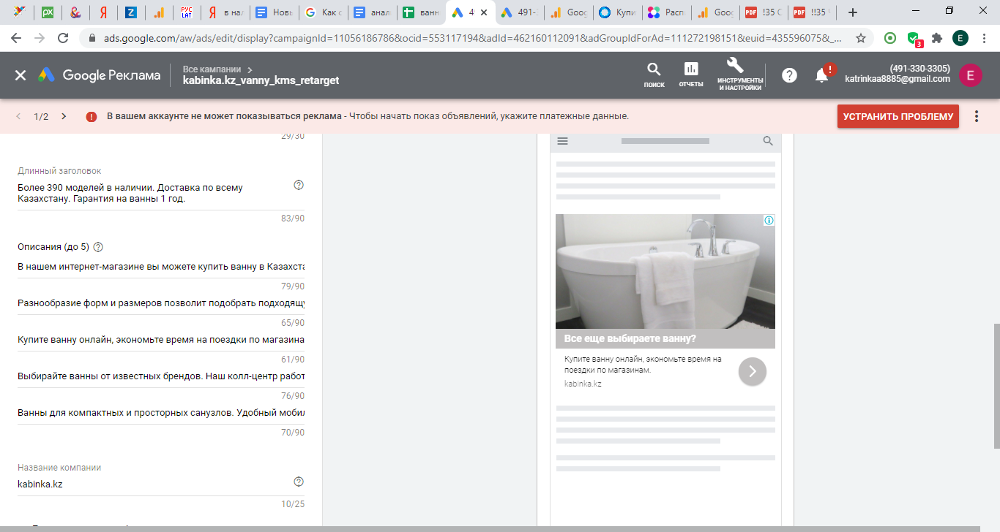 в нал
Новы
Как с
анал
ванн
49
491-3
Goog
Купи
Расп
Goog
!35 С
!!35 Ч
ads.google.com/aw/ads/edit/display?campaignId=11056186786&ocid=553117194&adId=462160112091&adGroupIdForAd=111272198151&euid=435596075&_...
3
E
Google Реклама
Все кампании
kabinka.kz_vanny_kms_retarget
ПОИСК
ОТЧЕТЫ
ИНСТРУМЕНТЫ
И НАСТРОЙКИ
(491-330-3305)
katrinkaa8885@gmail.com
E
1/2
В вашем аккаунте не может показываться реклама - Чтобы начать показ объявлений, укажите платежные данные.
УСТРАНИТЬ ПРОБЛЕМУ
29/30
Длинный заголовок
Более 390 моделей в наличии. Доставка по всему
Казахстану. Гарантия на ванны 1 год.
83/90
Описания (до 5)
В нашем интернет-магазине вы можете купить ванну в Казахста
79/90
Разнообразие форм и размеров позволит подобрать подходящу
65/90
Купите ванну онлайн, экономьте время на поездки по магазина
61/90
Выбирайте ванны от известных брендов. Наш колл-центр работ
76/90
Ванны для компактных и просторных санузлов. Удобный мобил
70/90
Название компании
kabinka.kz
10/25
Все еще выбираете ванну?
Купите ванну онлайн, экономьте время на
поездки по магазинам.
kabinka.kz